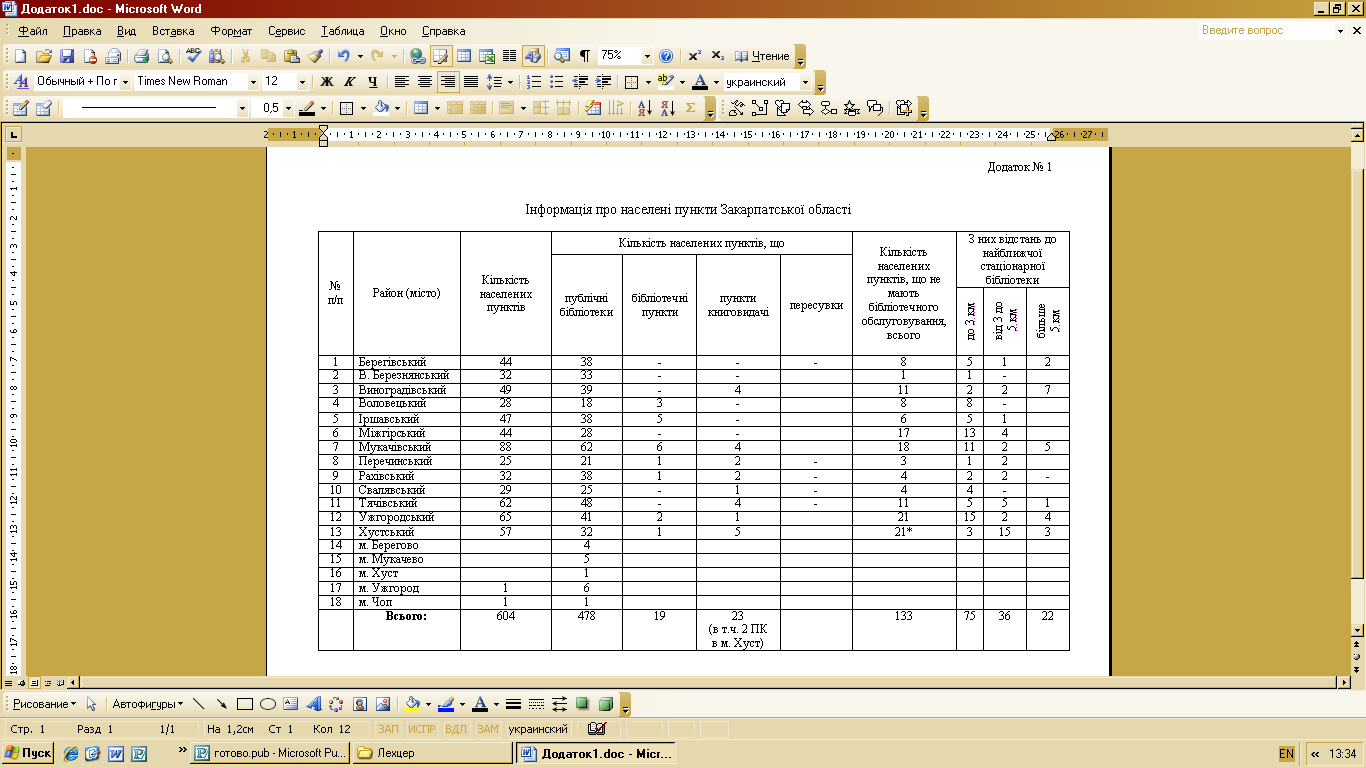 Додаток1.doc - Microsoft Word
Файл Правка Вид Вставка Формат Сервис Таблица Окно Справка Введите вопрос
75% Чтение
Обычный + По г Times New Roman 12 Ж К Ч украинский
0,5
Додаток № 1
Інформація про населені пункти Закарпатської області
№ п/п
Район (місто)
Кількість населених пунктів
Кількість населених пунктів, що
публічні бібліотеки
бібліотечні пункти
пункти книговидачі
пересувки
Кількість населених пунктів, що не мають бібліотечного обслуговування, всього
З них відстань до найближчої стаціонарної бібліотеки
до 3 км
від 3 до 5 км
більше 5 км
1 Берегівський 44 38 - - - 8 5 1 2
2 В. Березнянський 32 33 - - 1 1 -
3 Виноградівський 49 39 - 4 11 2 2 7
4 Воловецький 28 18 3 - 8 8 -
5 Іршавський 47 38 5 - 6 5 1
6 Міжгірський 44 28 - - 17 13 4
7 Мукачівський 88 62 6 4 18 11 2 5
8 Перечинський 25 21 1 2 - 3 1 2
9 Рахівський 32 38 1 2 - 4 2 2 -
10 Свалявський 29 25 - 1 - 4 4 -
11 Тячівський 62 48 - 4 - 11 5 5 1
12 Ужгородський 65 41 2 1 21 15 2 4
13 Хустський 57 32 1 5 21* 3 15 3
14 м. Берегово 4
15 м. Мукачево 5
16 м. Хуст 1
17 м. Ужгород 1 6
18 м. Чоп 1 1
Всього: 604 478 19 23 133 75 36 22
(в т.ч. 2 ПК
в м. Хуст)
Рисование Автофигуры
Стр. 1 Разд 1 1/1 На 1,2см Ст 1 Кол 12 ЗАП ИСПР ВДЛ ЗАМ украинский
Пуск готово.pub - Microsoft Pu... Лекцер Додаток1.doc - Micr... EN 13:34